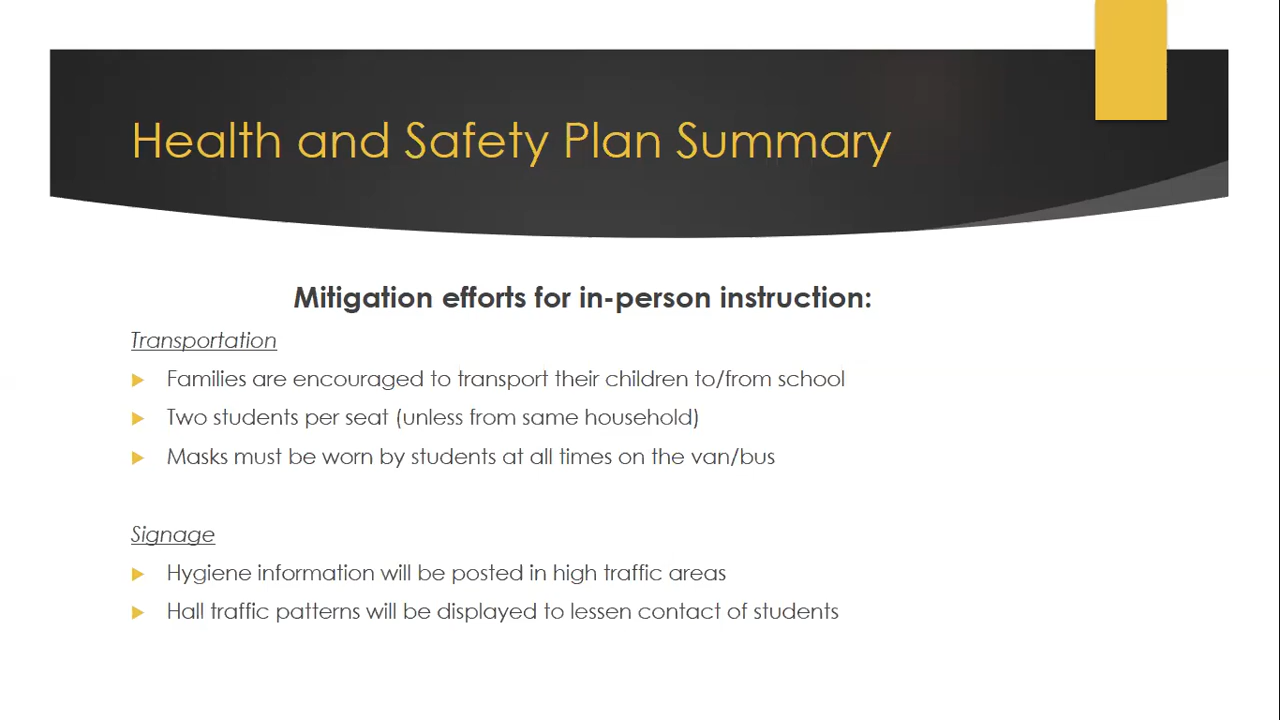 Health and Safety Plan Summary
Mitigation efforts for in-person instruction:
Transportation
Families are encouraged to transport their children to/from school
Two students per seat (unless from same household)
Masks must be worn by students at all times on the van/bus
Signage
Hygiene information will be posted in high traffic areas
Hall traffic patterns will be displayed to lessen contact of students